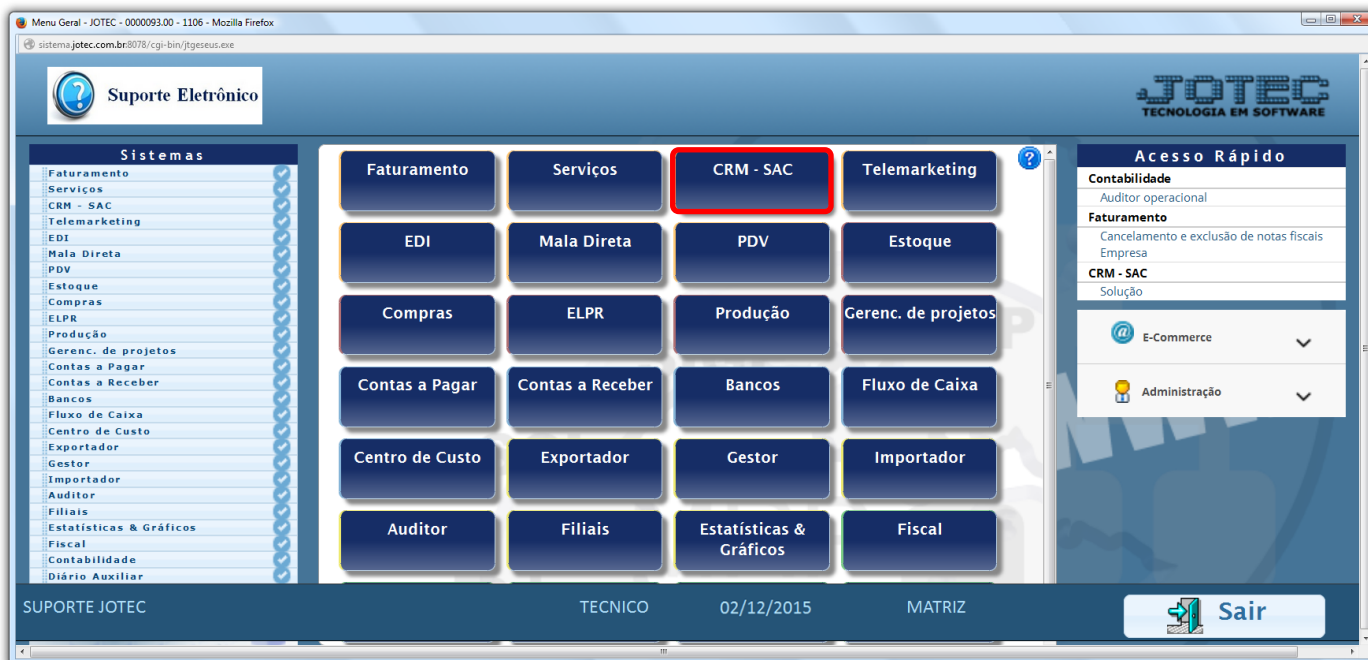 Menu Geral - JOTEC - 0000093.00 - 1106 - Mozilla Firefox
sistema.jotec.com.br:8078/cgi-bin/jtgeseus.exe
Suporte Eletrônico
JOTEC
TECNOLOGIA EM SOFTWARE
Sistemas
Faturamento
Serviços
CRM - SAC
Telemarketing
EDI
Mala Direta
PDV
Estoque
Compras
ELPR
Produção
Gerenc. de projetos
Contas a Pagar
Contas a Receber
Bancos
Fluxo de Caixa
Centro de Custo
Exportador
Gestor
Importador
Auditor
Filiais
Estatísticas & Gráficos
Fiscal
Contabilidade
Diário Auxiliar
Faturamento
Serviços
CRM - SAC
Telemarketing
EDI
Mala Direta
PDV
Estoque
Compras
ELPR
Produção
Gerenc. de projetos
Contas a Pagar
Contas a Receber
Bancos
Fluxo de Caixa
Centro de Custo
Exportador
Gestor
Importador
Auditor
Filiais
Estatísticas &
Gráficos
Fiscal
Acesso Rápido
Contabilidade
Auditor operacional
Faturamento
Cancelamento e exclusão de notas fiscais
Empresa
CRM - SAC
Solução
E-Commerce
Administração
SUPORTE JOTEC
TECNICO
02/12/2015
MATRIZ
Sair